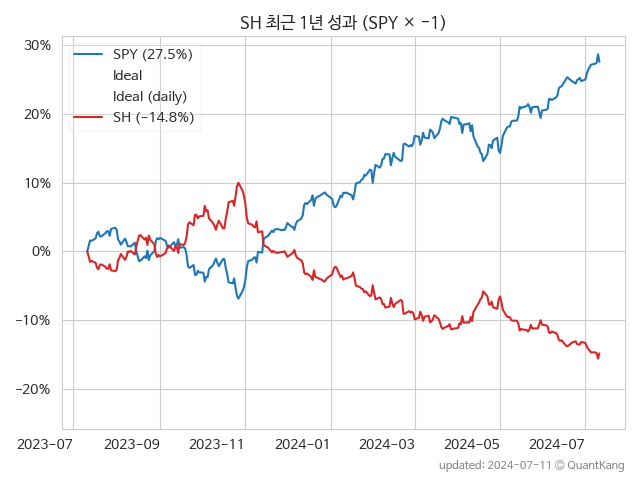 SH 최근 1년 성과 (SPY × −1)
SPY (27.5%)
Ideal
Ideal (daily)
SH (−14.8%)
30%
20%
10%
0%
−10%
−20%
2023-07
2023-09
2023-11
2024-01
2024-03
2024-05
2024-07
updated: 2024-07-11 © QuantKang